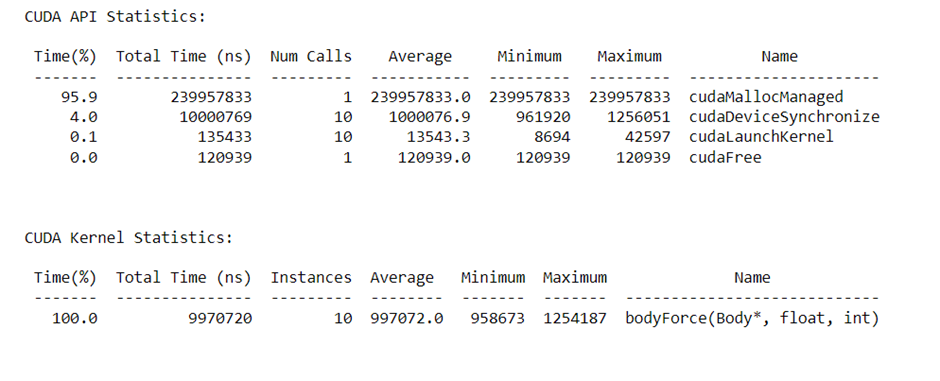 CUDA API Statistics:
Time(%) Total Time (ns) Num Calls Average Minimum Maximum Name
------- --------------- --------- ----------- --------- --------- ---------------------
95.9 239957833 1 239957833.0 239957833 239957833 cudaMallocManaged
4.0 10000769 10 1000076.9 961920 1256051 cudaDeviceSynchronize
0.1 135433 10 13543.3 8694 42597 cudaLaunchKernel
0.0 120939 1 120939.0 120939 120939 cudaFree
CUDA Kernel Statistics:
Time(%) Total Time (ns) Instances Average Minimum Maximum Name
------- --------------- --------- -------- ------- ------- ----------------------------
100.0 9970720 10 997072.0 958673 1254187 bodyForce(Body*, float, int)